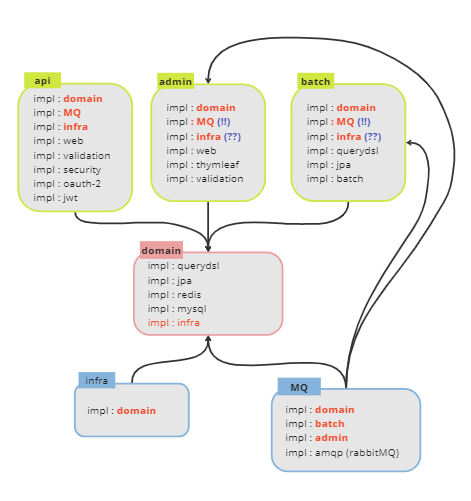 api
impl : domain
impl : MQ
impl : infra
impl : web
impl : validation
impl : security
impl : oauth-2
impl : jwt
admin
impl : domain
impl : MQ (!!)
impl : infra (??)
impl : web
impl : thymleaf
impl : validation
batch
impl : domain
impl : MQ (!!)
impl : infra (??)
impl : querydsl
impl : jpa
impl : batch
domain
impl : querydsl
impl : jpa
impl : redis
impl : mysql
impl : infra
infra
impl : domain
MQ
impl : domain
impl : batch
impl : admin
impl : amqp (rabbitMQ)